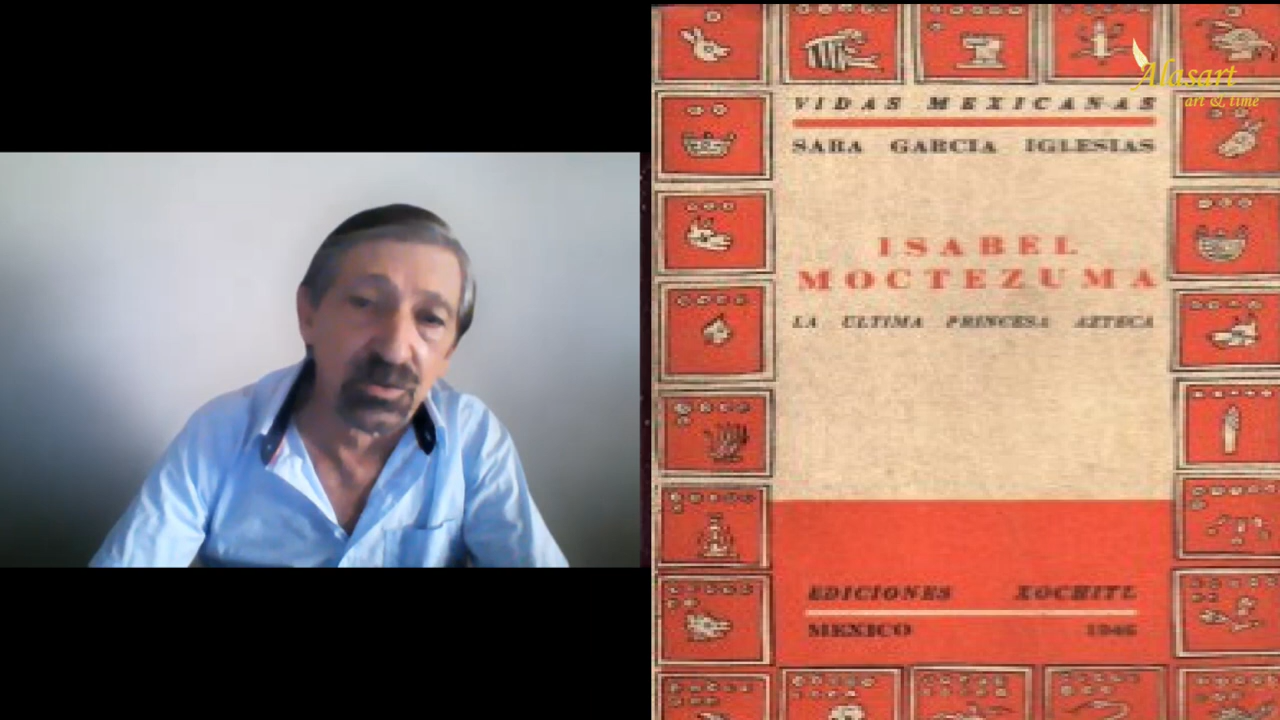 Alasart
art & time
VIDAS MEXICANAS
SARA GARCIA IGLESIAS
ISABEL
MOCTEZUMA
LA ULTIMA PRINCESA AZTECA
EDICIONES XOCHITL
MEXICO 1946